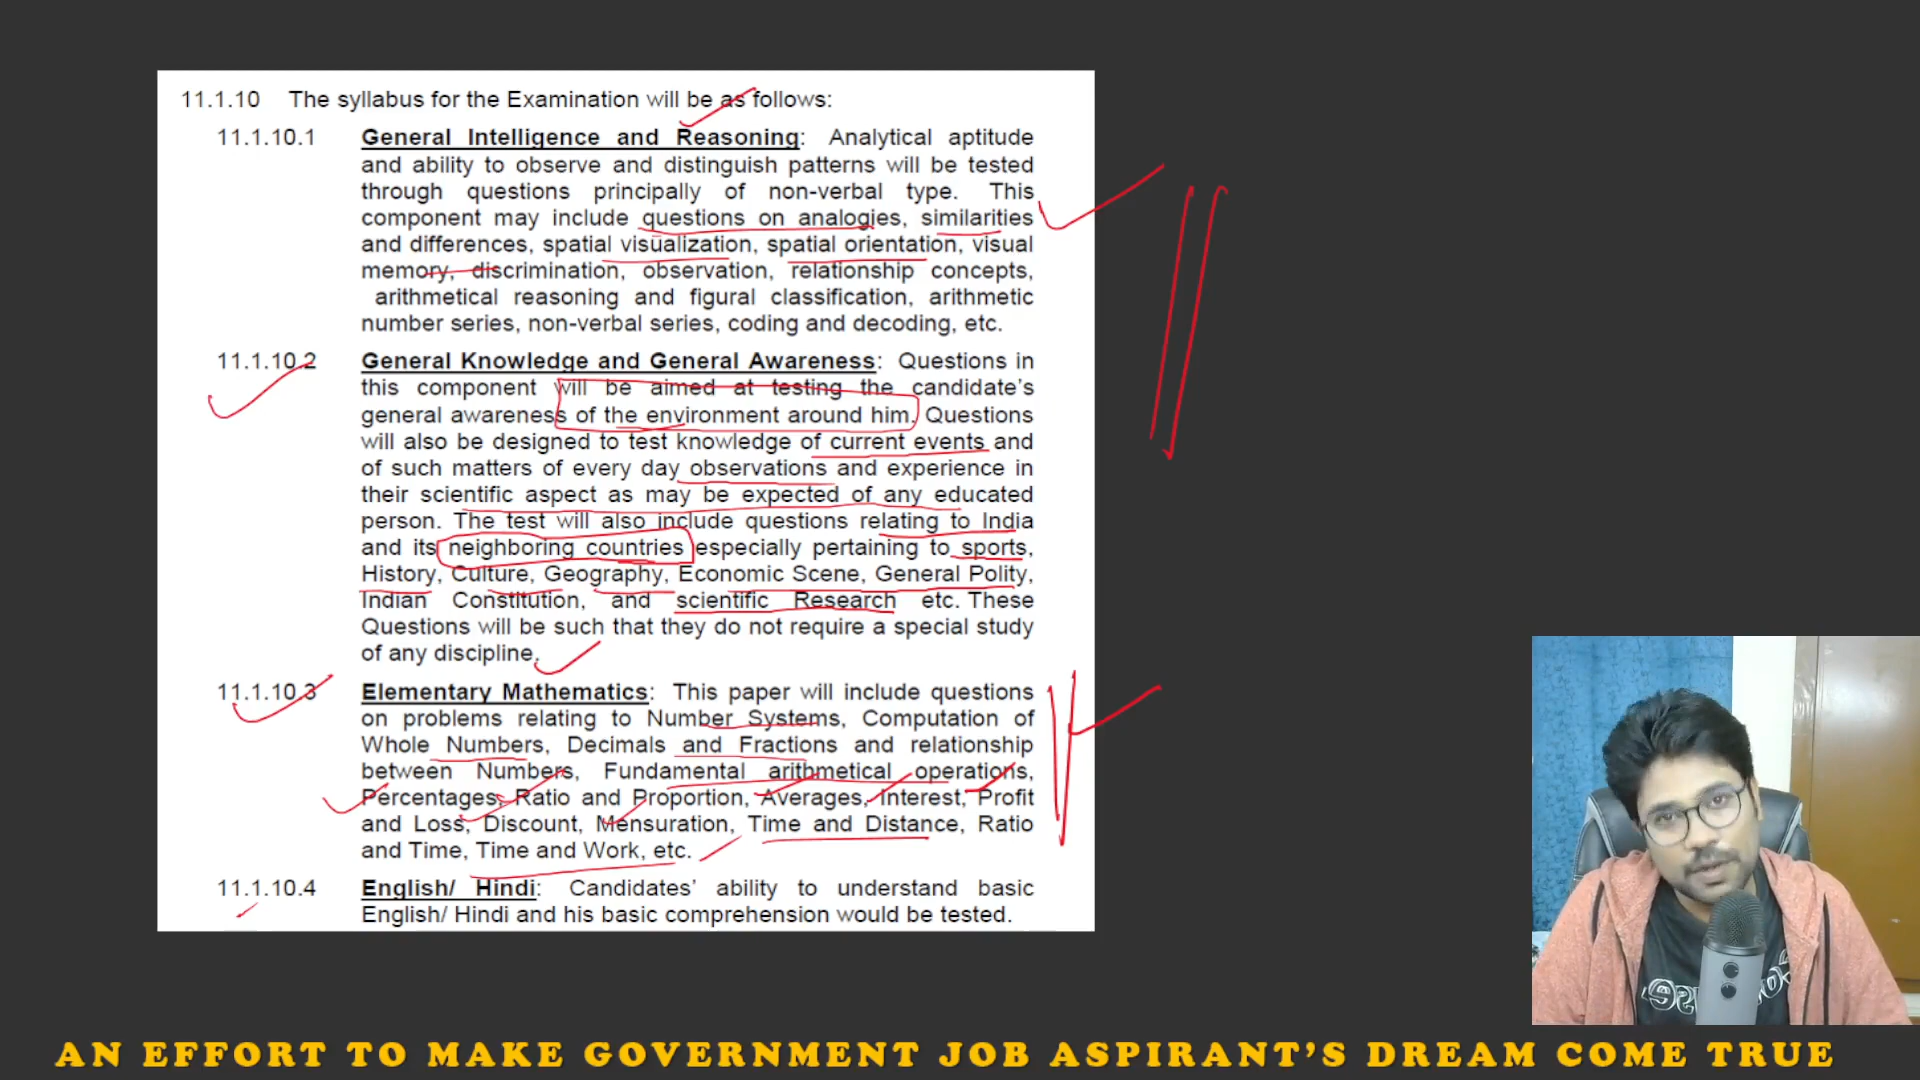 11.1.10 The syllabus for the Examination will be as follows:
11.1.10.1 General Intelligence and Reasoning: Analytical aptitude
and ability to observe and distinguish patterns will be tested
through questions principally of non-verbal type. This
component may include questions on analogies, similarities
and differences, spatial visualization, spatial orientation, visual
memory, discrimination, observation, relationship concepts,
arithmetical reasoning and figural classification, arithmetic
number series, non-verbal series, coding and decoding, etc.
11.1.10.2 General Knowledge and General Awareness: Questions in
this component will be aimed at testing the candidate's
general awareness of the environment around him. Questions
will also be designed to test knowledge of current events and
of such matters of every day observations and experience in
their scientific aspect as may be expected of any educated
person. The test will also include questions relating to India
and its neighboring countries especially pertaining to sports,
History, Culture, Geography, Economic Scene, General Polity,
Indian Constitution, and scientific Research etc. These
Questions will be such that they do not require a special study
of any discipline.
11.1.10.3 Elementary Mathematics: This paper will include questions
on problems relating to Number Systems, Computation of
Whole Numbers, Decimals and Fractions and relationship
between Numbers, Fundamental arithmetical operations,
Percentages, Ratio and Proportion, Averages, Interest, Profit
and Loss, Discount, Mensuration, Time and Distance, Ratio
and Time, Time and Work, etc.
11.1.10.4 English/ Hindi: Candidates' ability to understand basic
English/ Hindi and his basic comprehension would be tested.
AN EFFORT TO MAKE GOVERNMENT JOB ASPIRANT'S DREAM COME TRUE